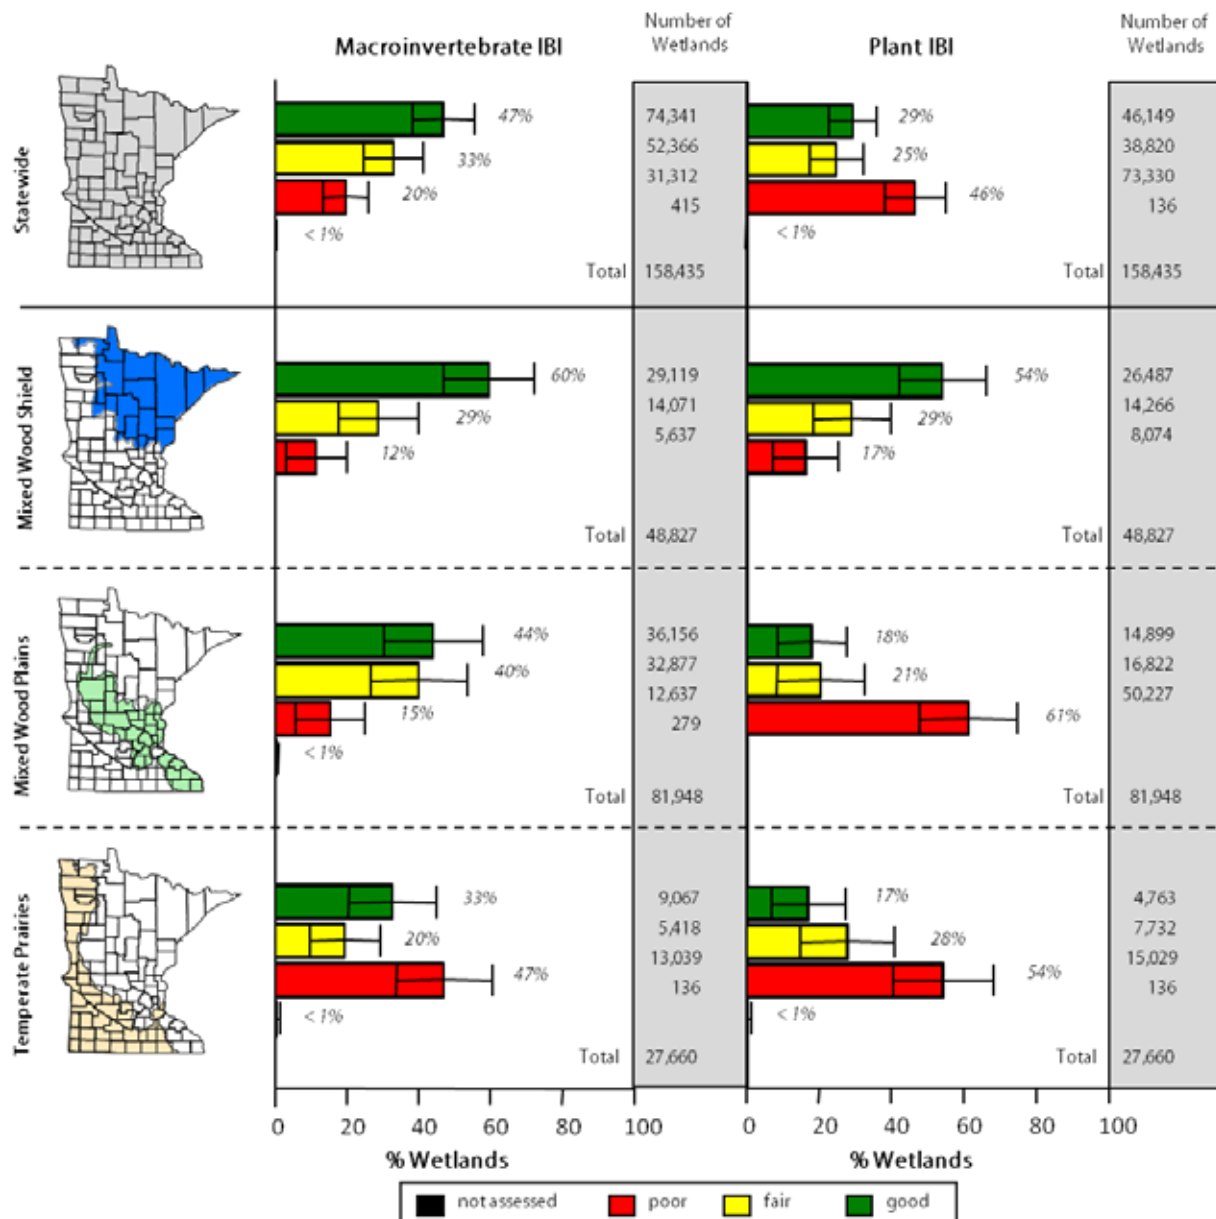 Number of
Wetlands
Number of
Wetlands
Macroinvertebrate IBI
Plant IBI
Statewide
47%
74,341
29%
46,149
33%
52,366
25%
38,820
20%
31,312
46%
73,330
<1%
415
<1%
136
Total 158,435
Total 158,435
Mixed Wood Shield
60%
29,119
54%
26,487
29%
14,071
29%
14,266
12%
5,637
17%
8,074
Total 48,827
Total 48,827
Mixed Wood Plains
44%
36,156
18%
14,899
40%
32,877
21%
16,822
15%
12,637
61%
50,227
<1%
279
Total 81,948
Total 81,948
Temperate Prairies
33%
9,067
17%
4,763
20%
5,418
28%
7,732
47%
13,039
54%
15,029
<1%
136
<1%
136
Total 27,660
Total 27,660
0 20 40 60 80 100
0 20 40 60 80 100
% Wetlands
% Wetlands
not assessed poor fair good